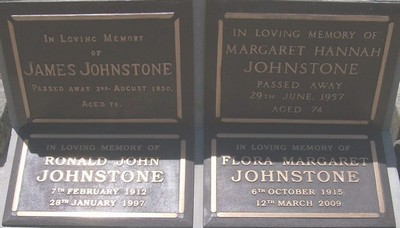 IN LOVING MEMORY
OF
JAMES JOHNSTONE
PASSED AWAY 2ND AUGUST 1950.
AGED 78.
IN LOVING MEMORY OF
MARGARET HANNAH
JOHNSTONE
PASSED AWAY
29TH JUNE, 1957
AGED 74
IN LOVING MEMORY OF
RONALD JOHN
JOHNSTONE
7TH FEBRUARY 1912
28TH JANUARY 1997
IN LOVING MEMORY OF
FLORA MARGARET
JOHNSTONE
6TH OCTOBER 1915
12TH MARCH 2009